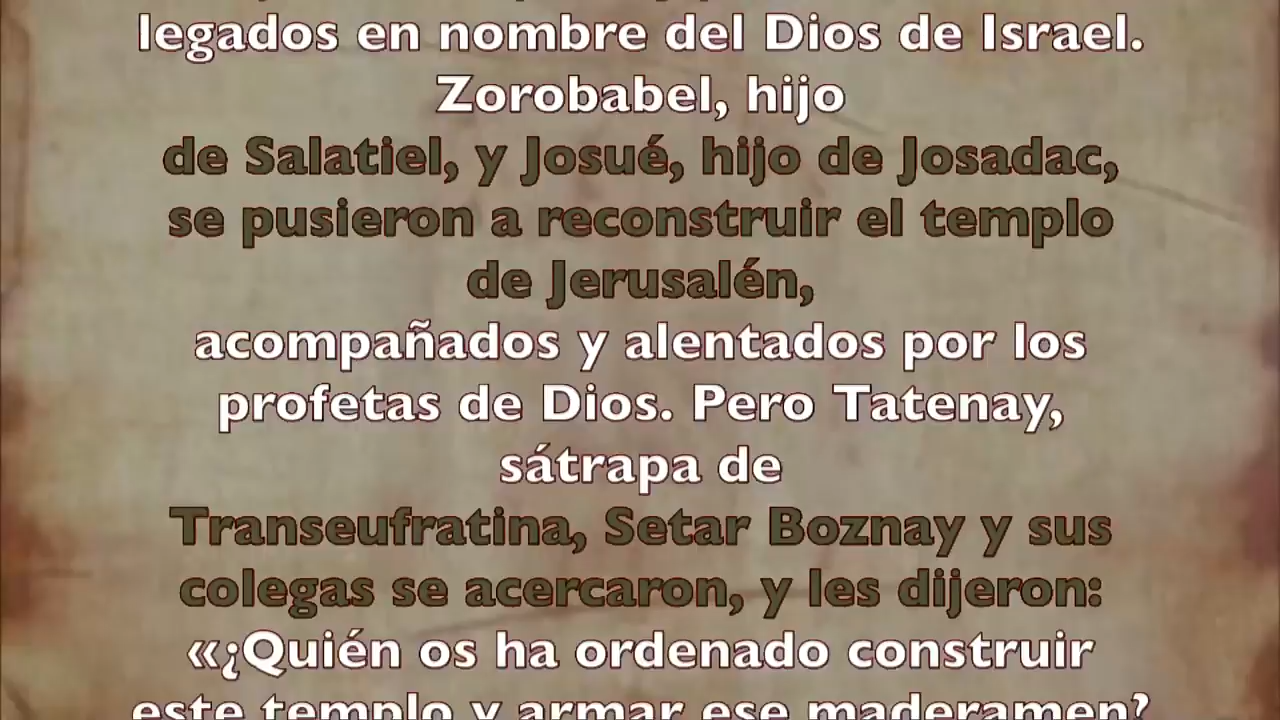 legados en nombre del Dios de Israel.
Zorobabel, hijo
de Salatiel, y Josué, hijo de Josadac,
se pusieron a reconstruir el templo
de Jerusalén,
acompañados y alentados por los
profetas de Dios. Pero Tatenay,
sátrapa de
Transeufratina, Setar Boznay y sus
colegas se acercaron, y les dijeron:
«¿Quién os ha ordenado construir
este templo y armar ese maderamen?